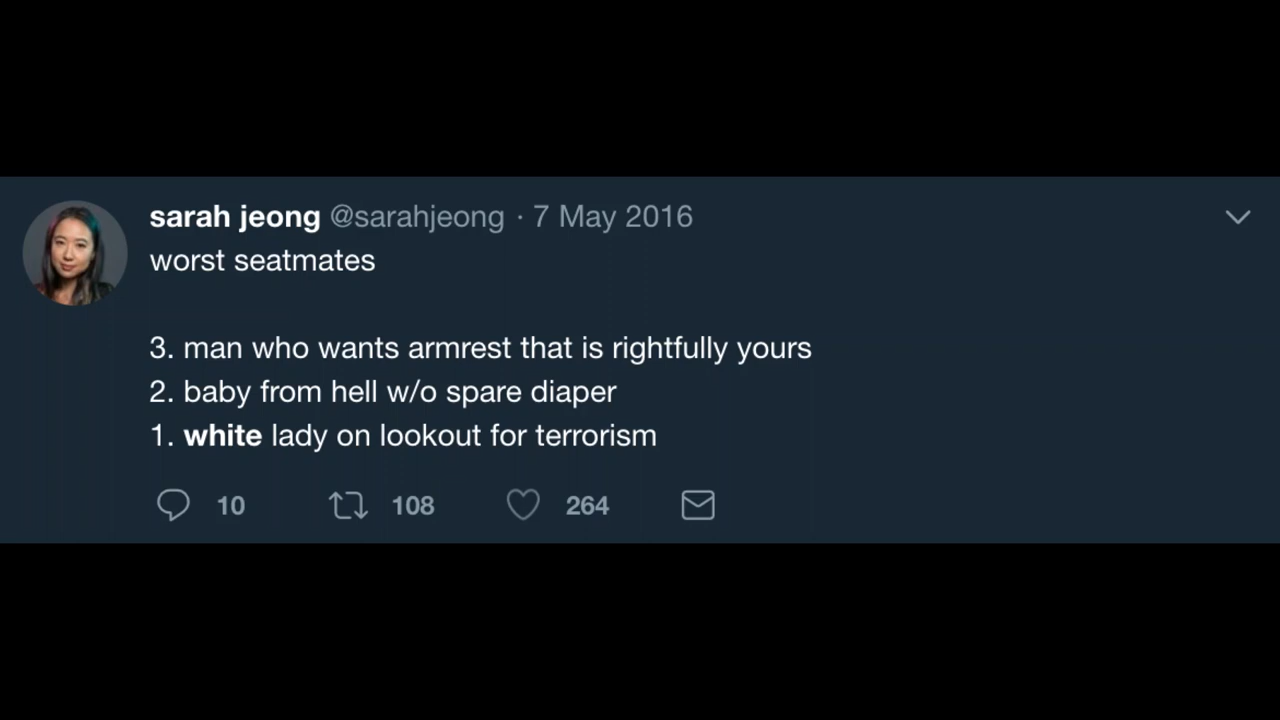 sarah jeong @sarahjeong · 7 May 2016
worst seatmates
3. man who wants armrest that is rightfully yours
2. baby from hell w/o spare diaper
1. white lady on lookout for terrorism
10 108 264